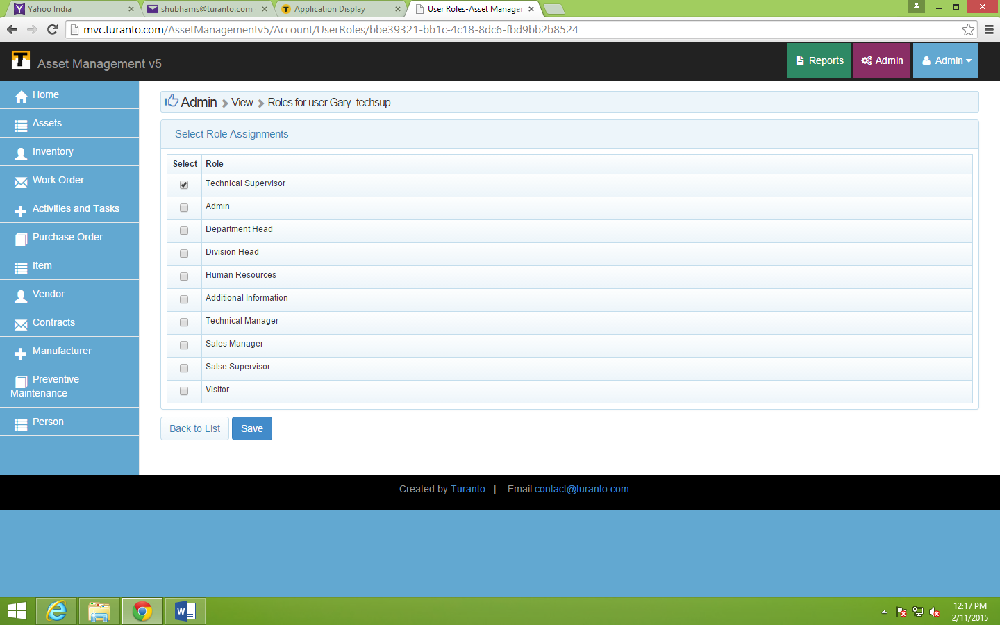 Yahoo India
shubhams@turanto.com
Application Display
User Roles-Asset Manager
mvc.turanto.com/AssetManagementv5/Account/UserRoles/bbe39321-bb1c-4c18-8dc6-fbd9bb2b8524
T Asset Management v5
Reports
Admin
Admin
Home
Assets
Inventory
Work Order
Activities and Tasks
Purchase Order
Item
Vendor
Contracts
Manufacturer
Preventive
Maintenance
Person
Admin View Roles for user Gary_techsup
Select Role Assignments
Select Role
Technical Supervisor
Admin
Department Head
Division Head
Human Resources
Additional Information
Technical Manager
Sales Manager
Salse Supervisor
Visitor
Back to List
Save
Created by Turanto | Email:contact@turanto.com
12:17 PM
2/11/2015